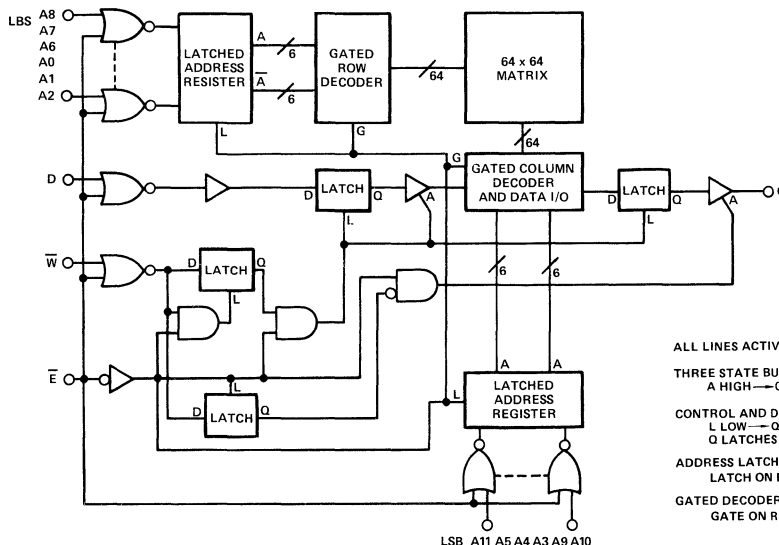 LBS A8
A7
A6
A0
A1
A2
LATCHED
ADDRESS
RESISTER
A
6
A
6
L
GATED
ROW
DECODER
G
64
64 x 64
MATRIX
64
D
D LATCH Q
L
A
G
GATED COLUMN
DECODER
AND DATA I/O
D LATCH Q
L
A
W
D LATCH Q
L
6
6
E
L
D LATCH Q
A
A
L
LATCHED
ADDRESS
REGISTER
LSB A11 A5 A4 A3 A9 A10
ALL LINES ACTIV
THREE STATE BU
A HIGH
CONTROL AND D
L LOW Q
Q LATCHES
ADDRESS LATCH
LATCH ON
GATED DECODER
GATE ON R